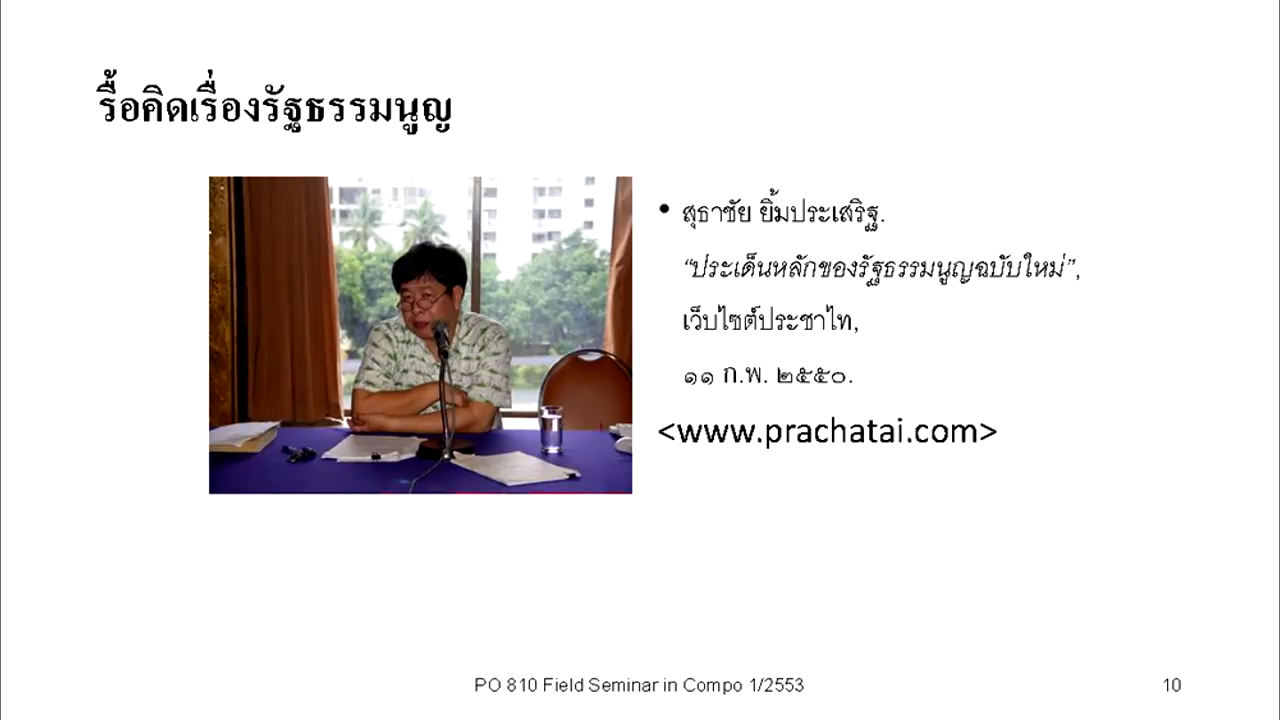 รื้อคิดเรื่องรัฐธรรมนูญ
• สุธาชัย ยิ้มประเสริฐ.
“ประเด็นหลักของรัฐธรรมนูญฉบับใหม่”,
เว็บไซต์ประชาไท,
๑๑ ก.พ. ๒๕๕๐.
<www.prachatai.com>
PO 810 Field Seminar in Compo 1/2553
10